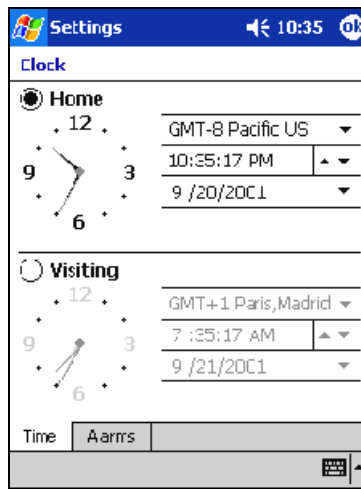 Settings 10:35 ok
Clock
Home
12
9 3
6
GMT-8 Pacific US
10:35:17 PM
9 /20/2001
Visiting
12
9 3
6
GMT+1 Paris,Madrid
7 :35:17 AM
9 /21/2001
Time Alarms